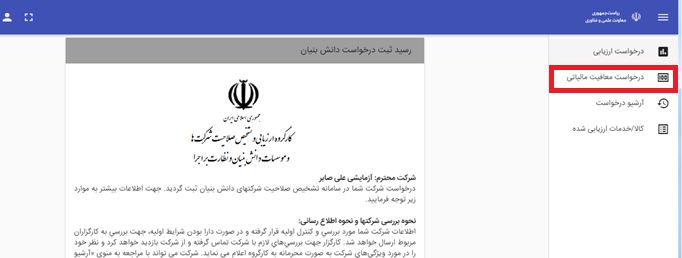 ریاست جمهوری
معاونت علمی و فناوری
درخواست ارزیابی
درخواست معافیت مالیاتی
آرشیو درخواست
کالا/خدمات ارزیابی شده
رسید ثبت درخواست دانش بنیان
جمهوری اسلامی ایران
کارگروه ارزیابی و تشخیص صلاحیت شرکت ها
و موسسات دانش بنیان و نظارت بر اجرا
شرکت محترم: آزمایشی علی صابر
درخواست شرکت شما در سامانه تشخیص صلاحیت شرکتهای دانش بنیان ثبت گردید. جهت اطلاعات بیشتر به موارد
زیر توجه فرمایید.
نحوه بررسی شرکتها و نحوه اطلاع رسانی:
اطلاعات شرکت شما مورد بررسی و کنترل اولیه قرار گرفته و در صورت دارا بودن شرایط اولیه، جهت بررسی به کارگزاران
مربوط ارسال خواهد شد. کارگزار جهت بررسی‌های لازم با شرکت تماس گرفته و از شرکت بازدید خواهد کرد و نظر خود
را در مورد ویژگی‌های شرکت به صورت محرمانه به کارگروه اعلام می نماید. شرکت می تواند با مراجعه به منوی «آرشیو